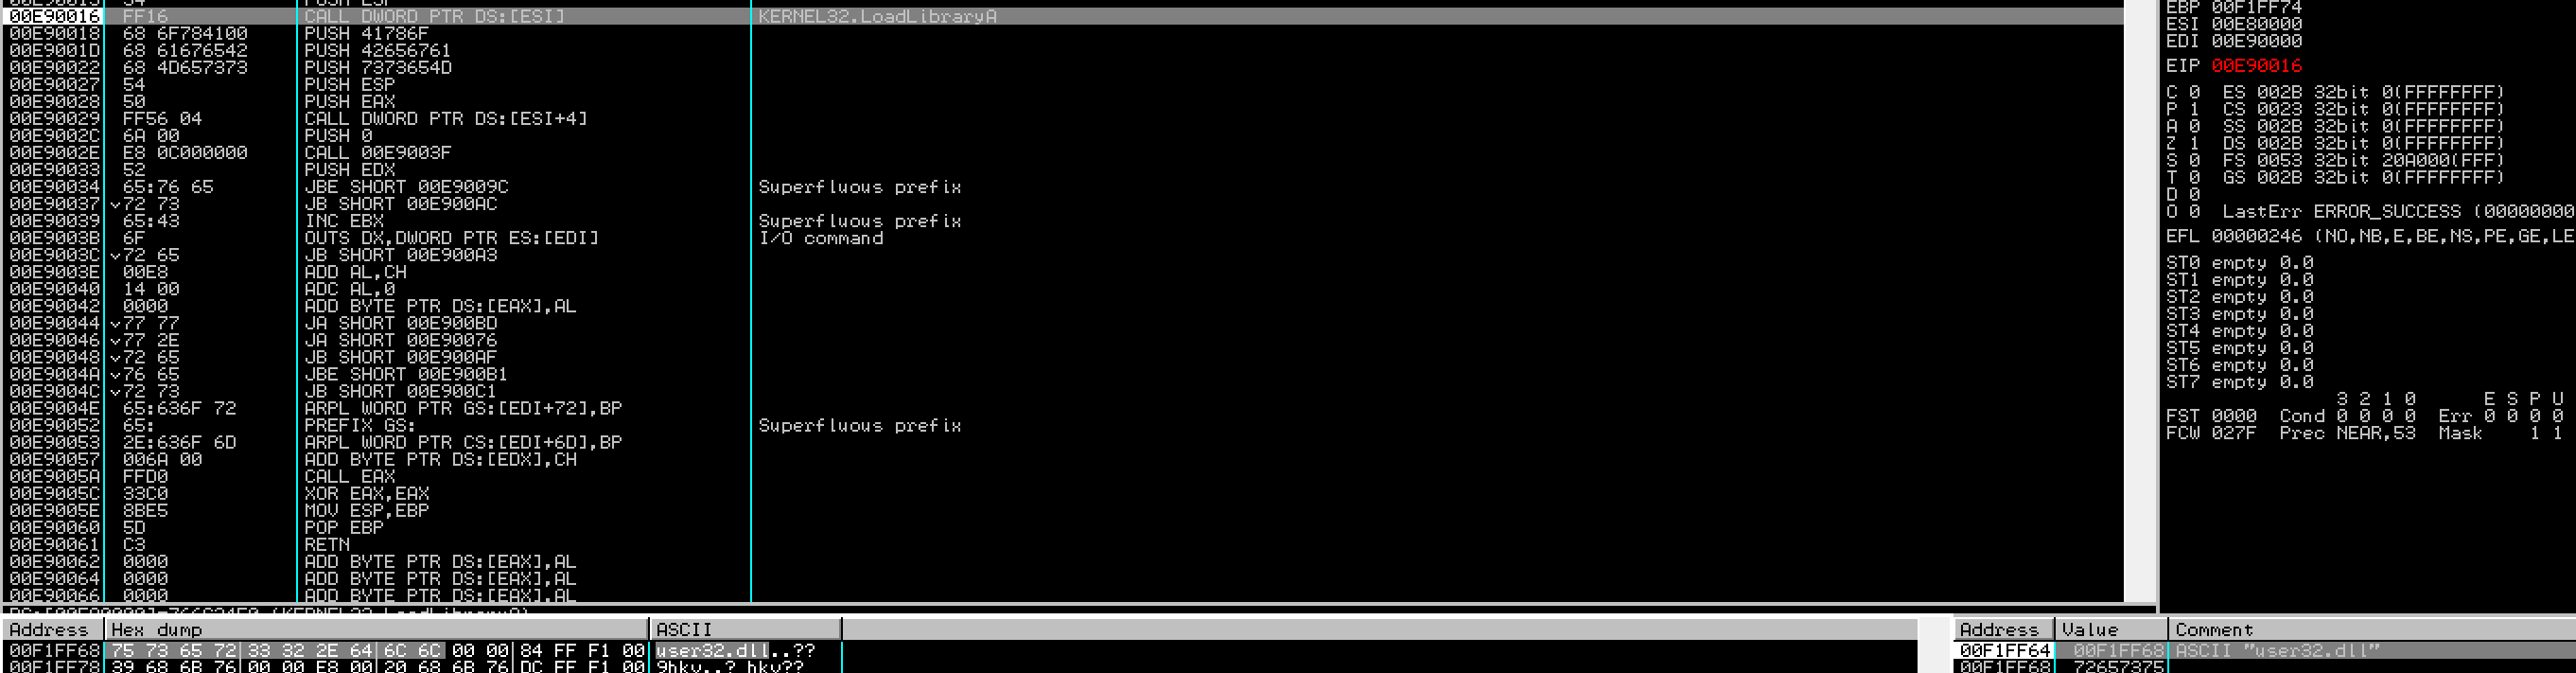 00E90016 FF16 CALL DWORD PTR DS:[ESI] KERNEL32.LoadLibraryA
00E90018 68 6F784100 PUSH 41786F
00E9001D 68 61676542 PUSH 42656761
00E90022 68 4D657373 PUSH 7373654D
00E90027 54 PUSH ESP
00E90028 50 PUSH EAX
00E90029 FF56 04 CALL DWORD PTR DS:[ESI+4]
00E9002C 6A 00 PUSH 0
00E9002E E8 0C000000 CALL 00E9003F
00E90033 52 PUSH EDX
00E90034 65:76 65 JBE SHORT 00E9009C Superfluous prefix
00E90037 72 73 JB SHORT 00E900AC
00E90039 65:43 INC EBX Superfluous prefix
00E9003B 6F OUTS DX,DWORD PTR ES:[EDI] I/O command
00E9003C 72 65 JB SHORT 00E900A3
00E9003E 00E8 ADD AL,CH
00E90040 14 00 ADC AL,0
00E90042 0000 ADD BYTE PTR DS:[EAX],AL
00E90044 77 77 JA SHORT 00E900BD
00E90046 77 2E JA SHORT 00E90076
00E90048 72 65 JB SHORT 00E900AF
00E9004A 76 65 JBE SHORT 00E900B1
00E9004C 72 73 JB SHORT 00E900C1
00E9004E 65:636F 72 ARPL WORD PTR GS:[EDI+72],BP
00E90052 65: PREFIX GS: Superfluous prefix
00E90053 2E:636F 6D ARPL WORD PTR CS:[EDI+6D],BP
00E90057 006A 00 ADD BYTE PTR DS:[EDX],CH
00E9005A FFD0 CALL EAX
00E9005C 33C0 XOR EAX,EAX
00E9005E 8BE5 MOV ESP,EBP
00E90060 5D POP EBP
00E90061 C3 RETN
00E90062 0000 ADD BYTE PTR DS:[EAX],AL
00E90064 0000 ADD BYTE PTR DS:[EAX],AL
00E90066 0000 ADD BYTE PTR DS:[EAX],AL
EBP 00F1FF74
ESI 00E80000
EDI 00E90000
EIP 00E90016
C 0 ES 002B 32bit 0(FFFFFFFF)
P 1 CS 0023 32bit 0(FFFFFFFF)
A 0 SS 002B 32bit 0(FFFFFFFF)
Z 1 DS 002B 32bit 0(FFFFFFFF)
S 0 FS 0053 32bit 20A000(FFF)
T 0 GS 002B 32bit 0(FFFFFFFF)
D 0
O 0 LastErr ERROR_SUCCESS (00000000
EFL 00000246 (NO,NB,E,BE,NS,PE,GE,LE
ST0 empty 0.0
ST1 empty 0.0
ST2 empty 0.0
ST3 empty 0.0
ST4 empty 0.0
ST5 empty 0.0
ST6 empty 0.0
ST7 empty 0.0
3 2 1 0 E S P U
FST 0000 Cond 0 0 0 0 Err 0 0 0 0
FCW 027F Prec NEAR,53 Mask 1 1
Address Hex dump ASCII
00F1FF68 75 73 65 72 33 32 2E 64 6C 6C 00 00 84 FF F1 00 user32.dll..??
00F1FF78 39 68 6B 76 00 00 E8 00 20 68 6B 76 DC FF F1 00 9hkv..? hkv??
Address Value Comment
00F1FF64 00F1FF68 ASCII "user32.dll"
00F1FF68 72657375